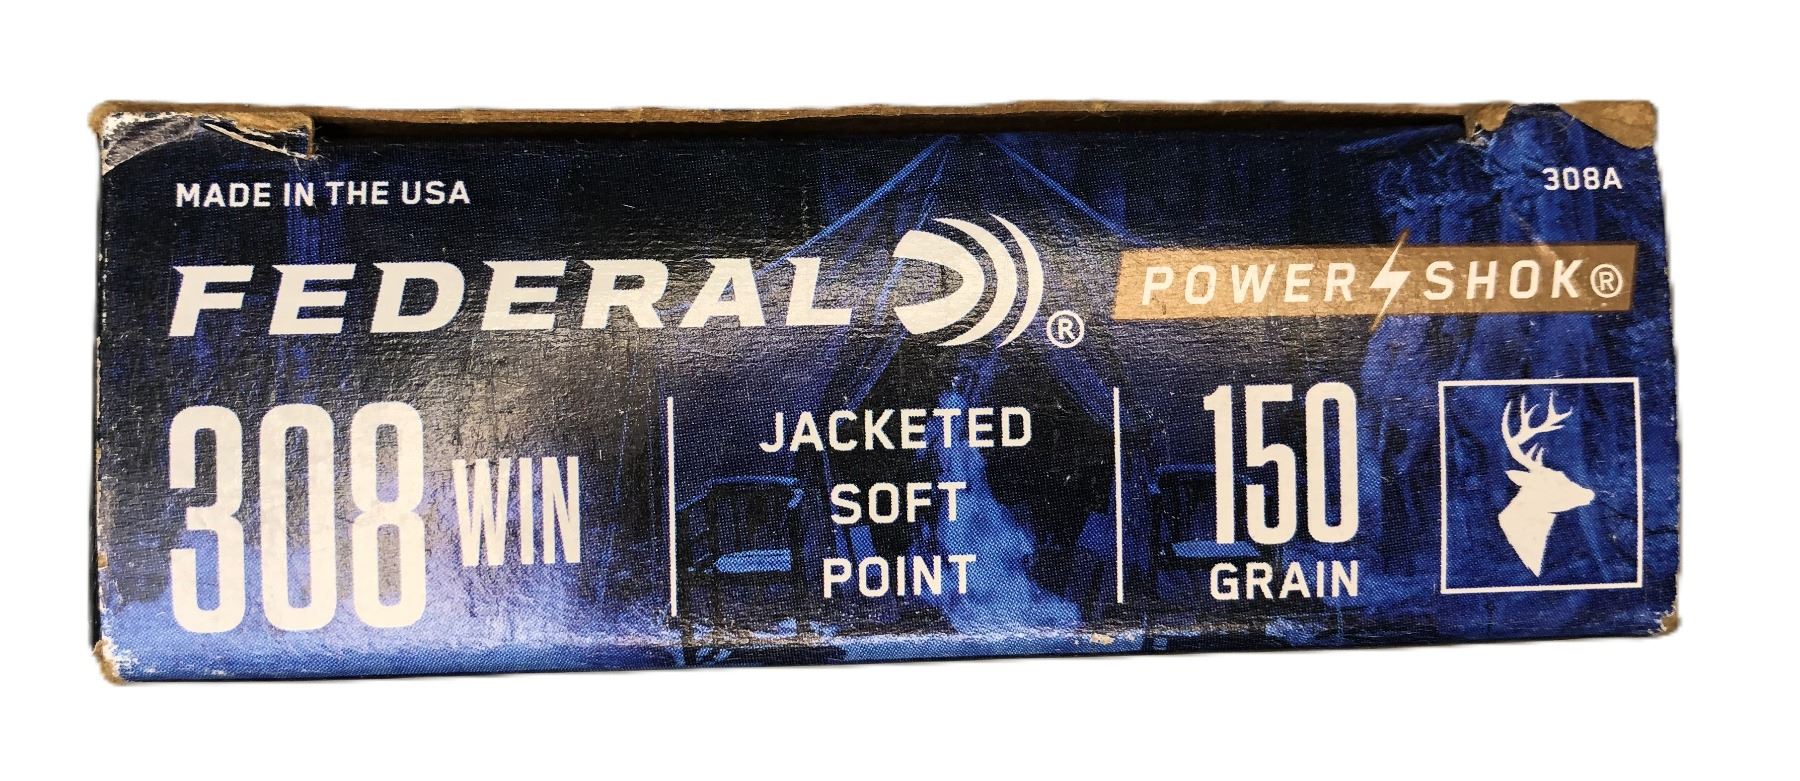 MADE IN THE USA
308A
FEDERAL®
POWER SHOK®
308 WIN
JACKETED
SOFT
POINT
150
GRAIN